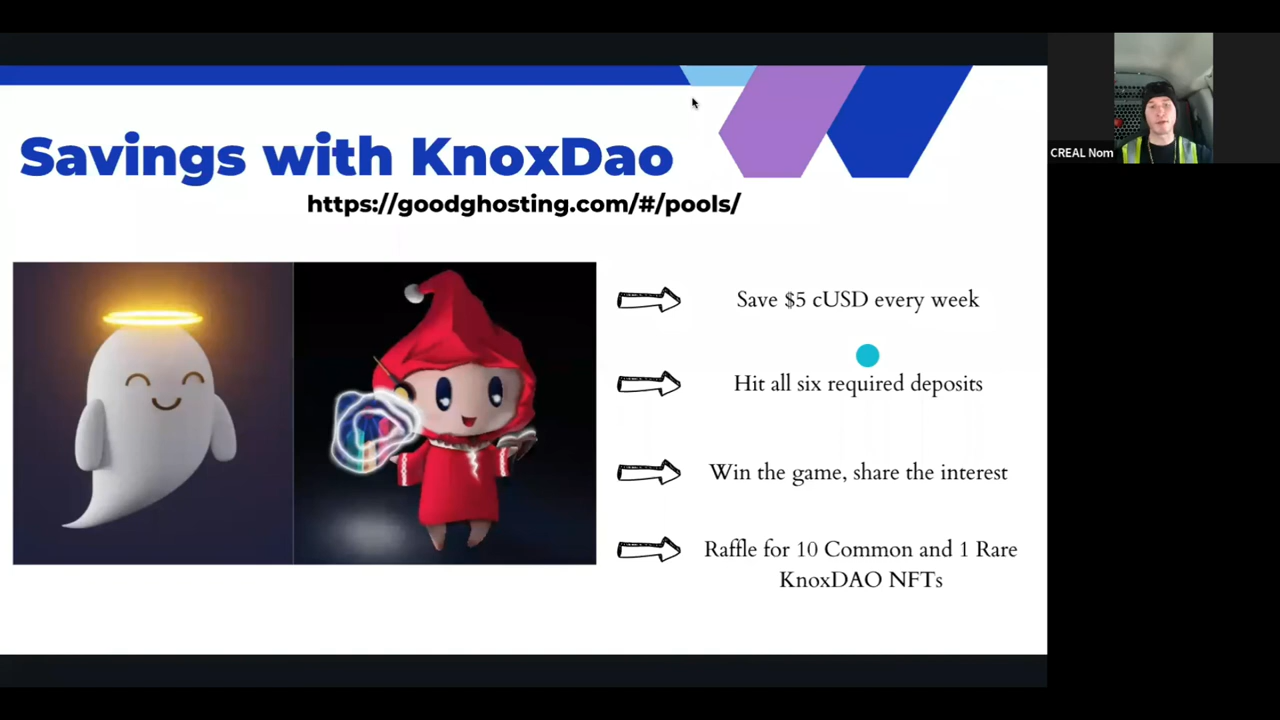 Savings with KnoxDao
https://goodghosting.com/#/pools/
Save $5 cUSD every week
Hit all six required deposits
Win the game, share the interest
Raffle for 10 Common and 1 Rare
KnoxDAO NFTs
CREAL Nom